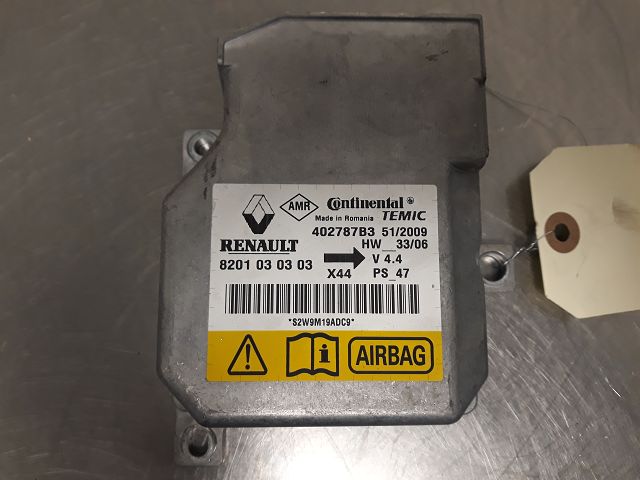 AMR Continental
Made in Romania TEMIC
402787B3 51/2009
RENAULT HW__33/06
8201 03 03 03 V 4.4
X44 PS_47
*S2W9M19ADC9*
i AIRBAG